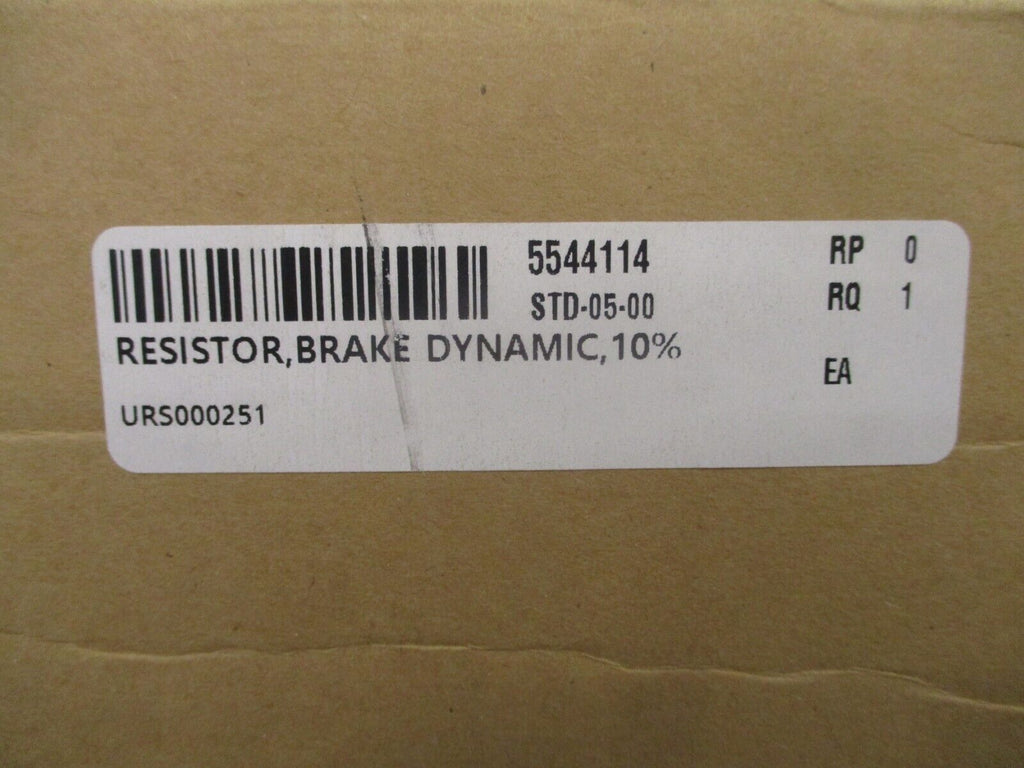 5544114 RP 0
STD-05-00 RQ 1
RESISTOR,BRAKE DYNAMIC,10%
EA
URS000251